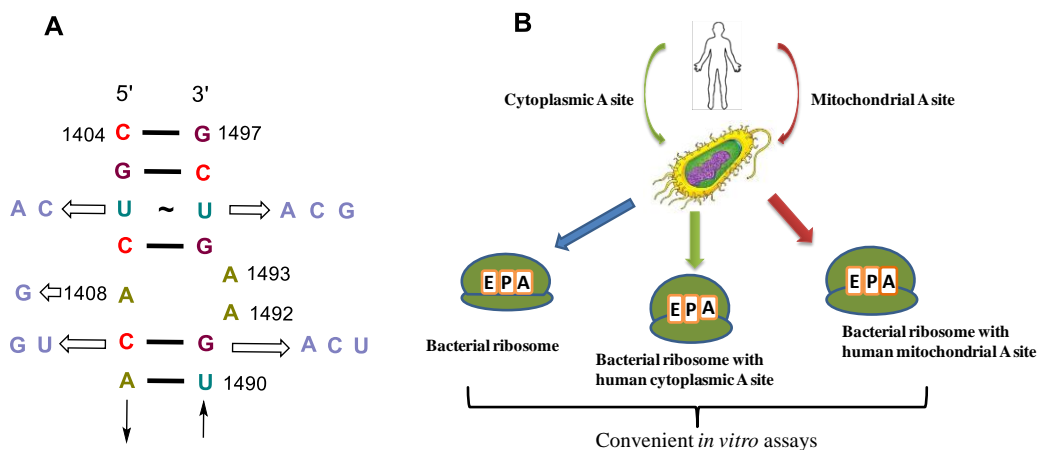 A
5' 3'
1404 C G 1497
G C
A C U ~ U A C G
C G
A 1493
G 1408 A
A 1492
G U C G A C U
A U 1490
B
Cytoplasmic A site
Mitochondrial A site
E P A
E P A
E P A
Bacterial ribosome
Bacterial ribosome with
human cytoplasmic A site
Bacterial ribosome with
human mitochondrial A site
Convenient in vitro assays